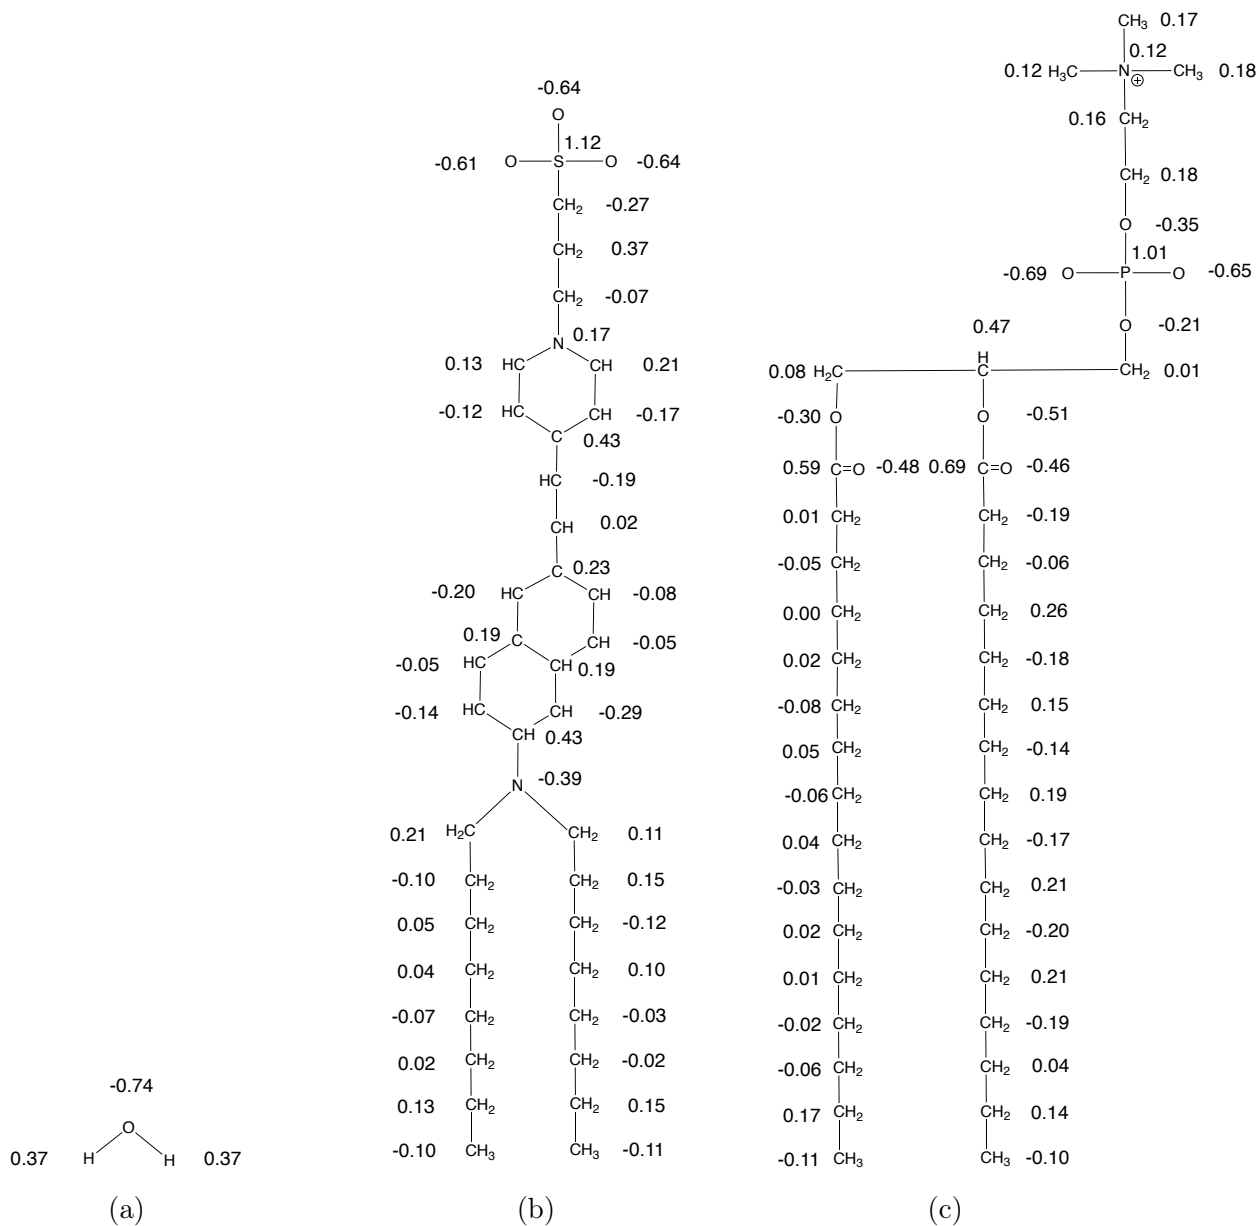 CH3 0.17
0.12
0.12 H3C N CH3 0.18
⊕
-0.64
O
0.16 CH2
1.12
-0.61 O S O -0.64
CH2 0.18
CH2 -0.27
O -0.35
CH2 0.37
1.01
-0.69 O P O -0.65
CH2 -0.07
0.47 O -0.21
N 0.17
H
0.13 HC CH 0.21
0.08 H2C C CH2 0.01
-0.12 HC CH -0.17
-0.30 O O -0.51
C 0.43
0.59 C=O -0.48 0.69 C=O -0.46
HC -0.19
0.01 CH2 CH2 -0.19
CH 0.02
-0.05 CH2 CH2 -0.06
C 0.23
-0.20 HC CH -0.08
0.00 CH2 CH2 0.26
0.19 C CH -0.05
0.02 CH2 CH2 -0.18
-0.05 HC CH 0.19
-0.08 CH2 CH2 0.15
-0.14 HC CH -0.29
CH 0.43
0.05 CH2 CH2 -0.14
N -0.39
-0.06 CH2 CH2 0.19
0.21 H2C CH2 0.11
0.04 CH2 CH2 -0.17
-0.10 CH2 CH2 0.15
-0.03 CH2 CH2 0.21
0.05 CH2 CH2 -0.12
0.02 CH2 CH2 -0.20
0.04 CH2 CH2 0.10
0.01 CH2 CH2 0.21
-0.07 CH2 CH2 -0.03
-0.02 CH2 CH2 -0.19
0.02 CH2 CH2 -0.02
-0.06 CH2 CH2 0.04
-0.74
0.13 CH2 CH2 0.15
0.17 CH2 CH2 0.14
O
-0.10 CH3 CH3 -0.11
0.37 H H 0.37
-0.11 CH3 CH3 -0.10
(a) (b) (c)